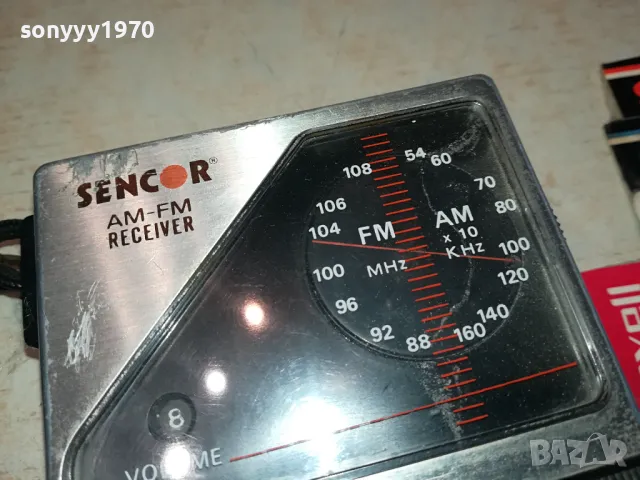 sonyyy1970
SENCOR®
AM-FM
RECEIVER
108 54 60
106 70
104 FM AM 80
x 10
MHz KHz
100 100
96 120
92 88 160 140
8
VOLUME
BAZAR